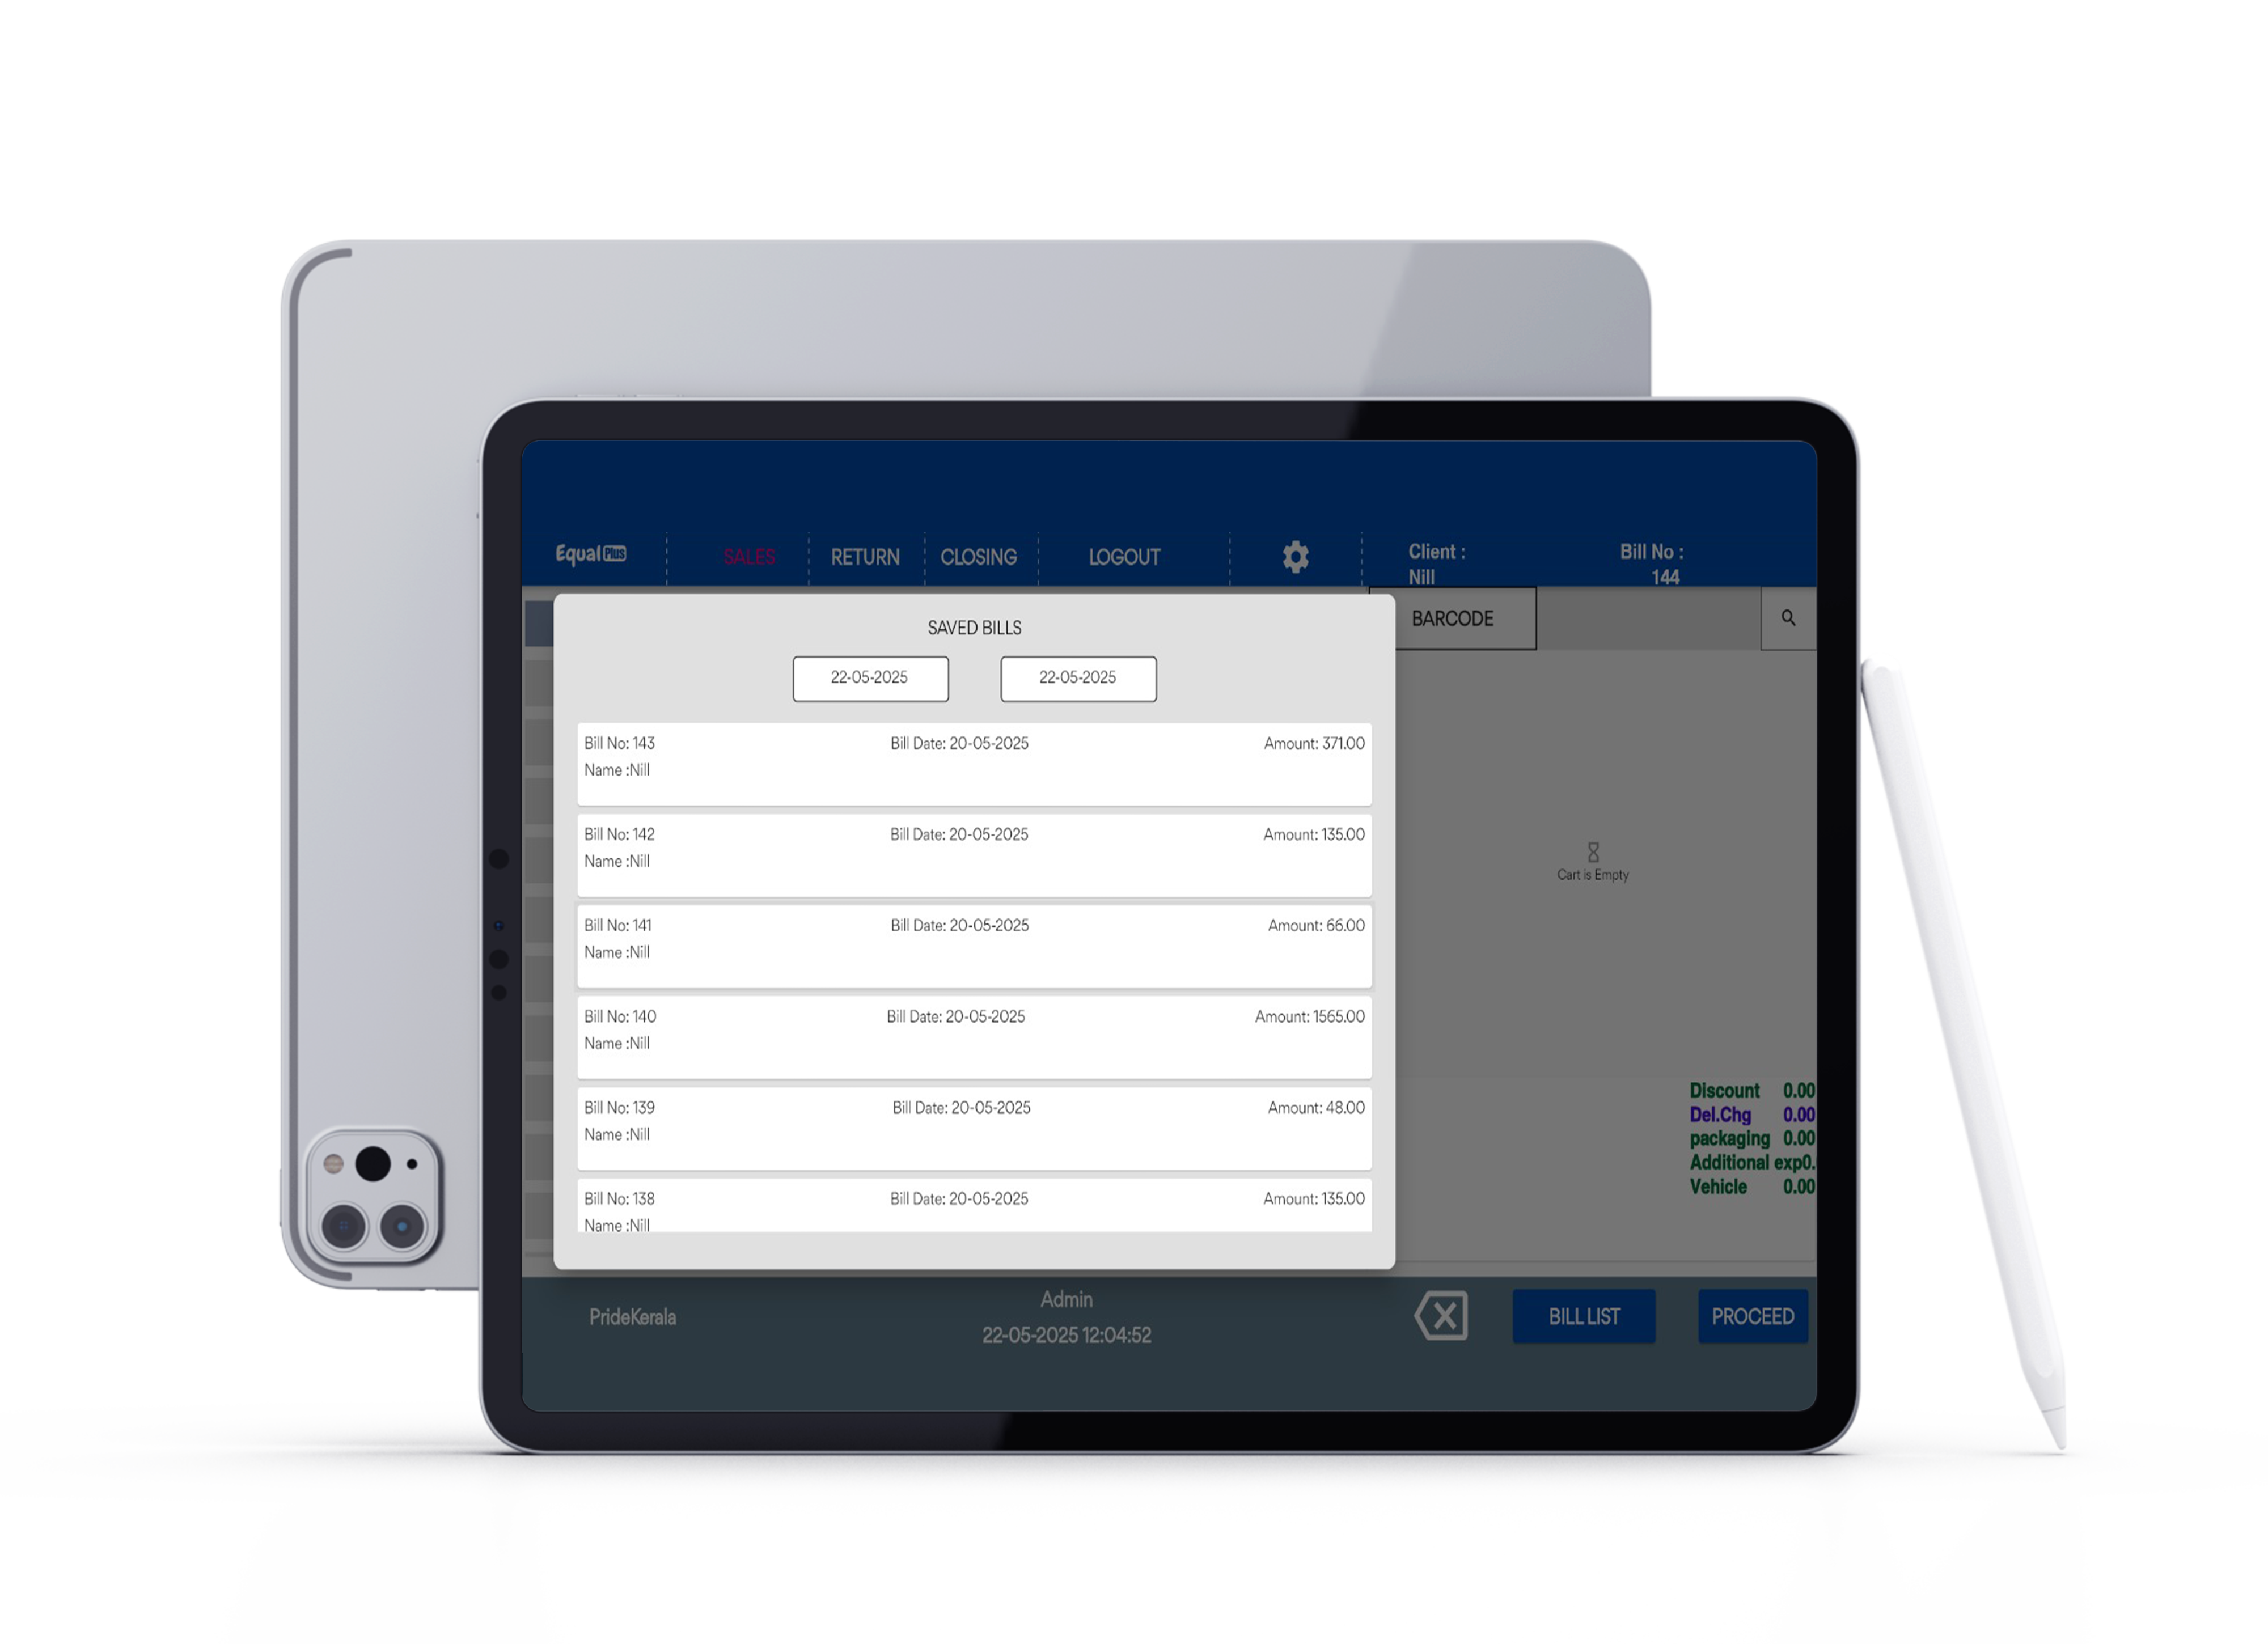 Equal Plus
SALES
RETURN
CLOSING
LOGOUT
Client :
Nill
Bill No :
144
BARCODE
SAVED BILLS
22-05-2025
22-05-2025
Bill No: 143 Bill Date: 20-05-2025 Amount: 371.00
Name :Nill
Bill No: 142 Bill Date: 20-05-2025 Amount: 135.00
Name :Nill
Bill No: 141 Bill Date: 20-05-2025 Amount: 66.00
Name :Nill
Bill No: 140 Bill Date: 20-05-2025 Amount: 1565.00
Name :Nill
Bill No: 139 Bill Date: 20-05-2025 Amount: 48.00
Name :Nill
Bill No: 138 Bill Date: 20-05-2025 Amount: 135.00
Name :Nill
Cart is Empty
Discount 0.00
Del.Chg 0.00
packaging 0.00
Additional exp0.
Vehicle 0.00
PrideKerala
Admin
22-05-2025 12:04:52
BILL LIST
PROCEED